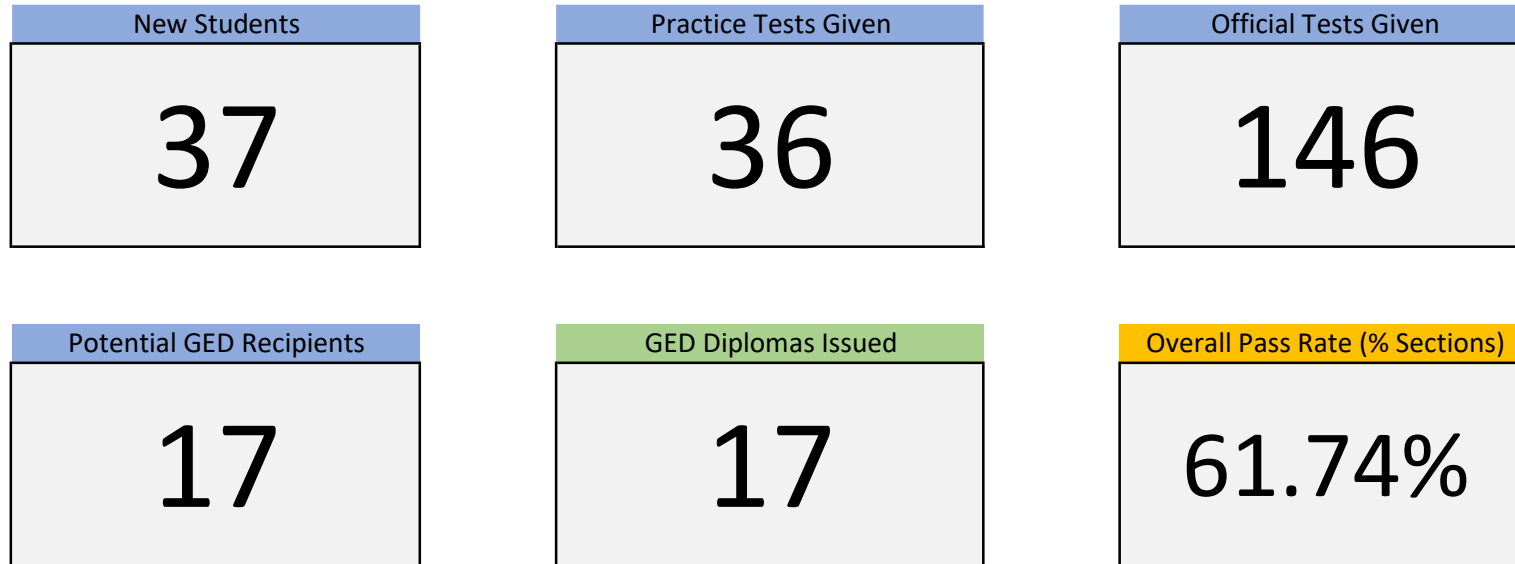 New Students
Practice Tests Given
Official Tests Given
37
36
146
Potential GED Recipients
GED Diplomas Issued
Overall Pass Rate (% Sections)
17
17
61.74%